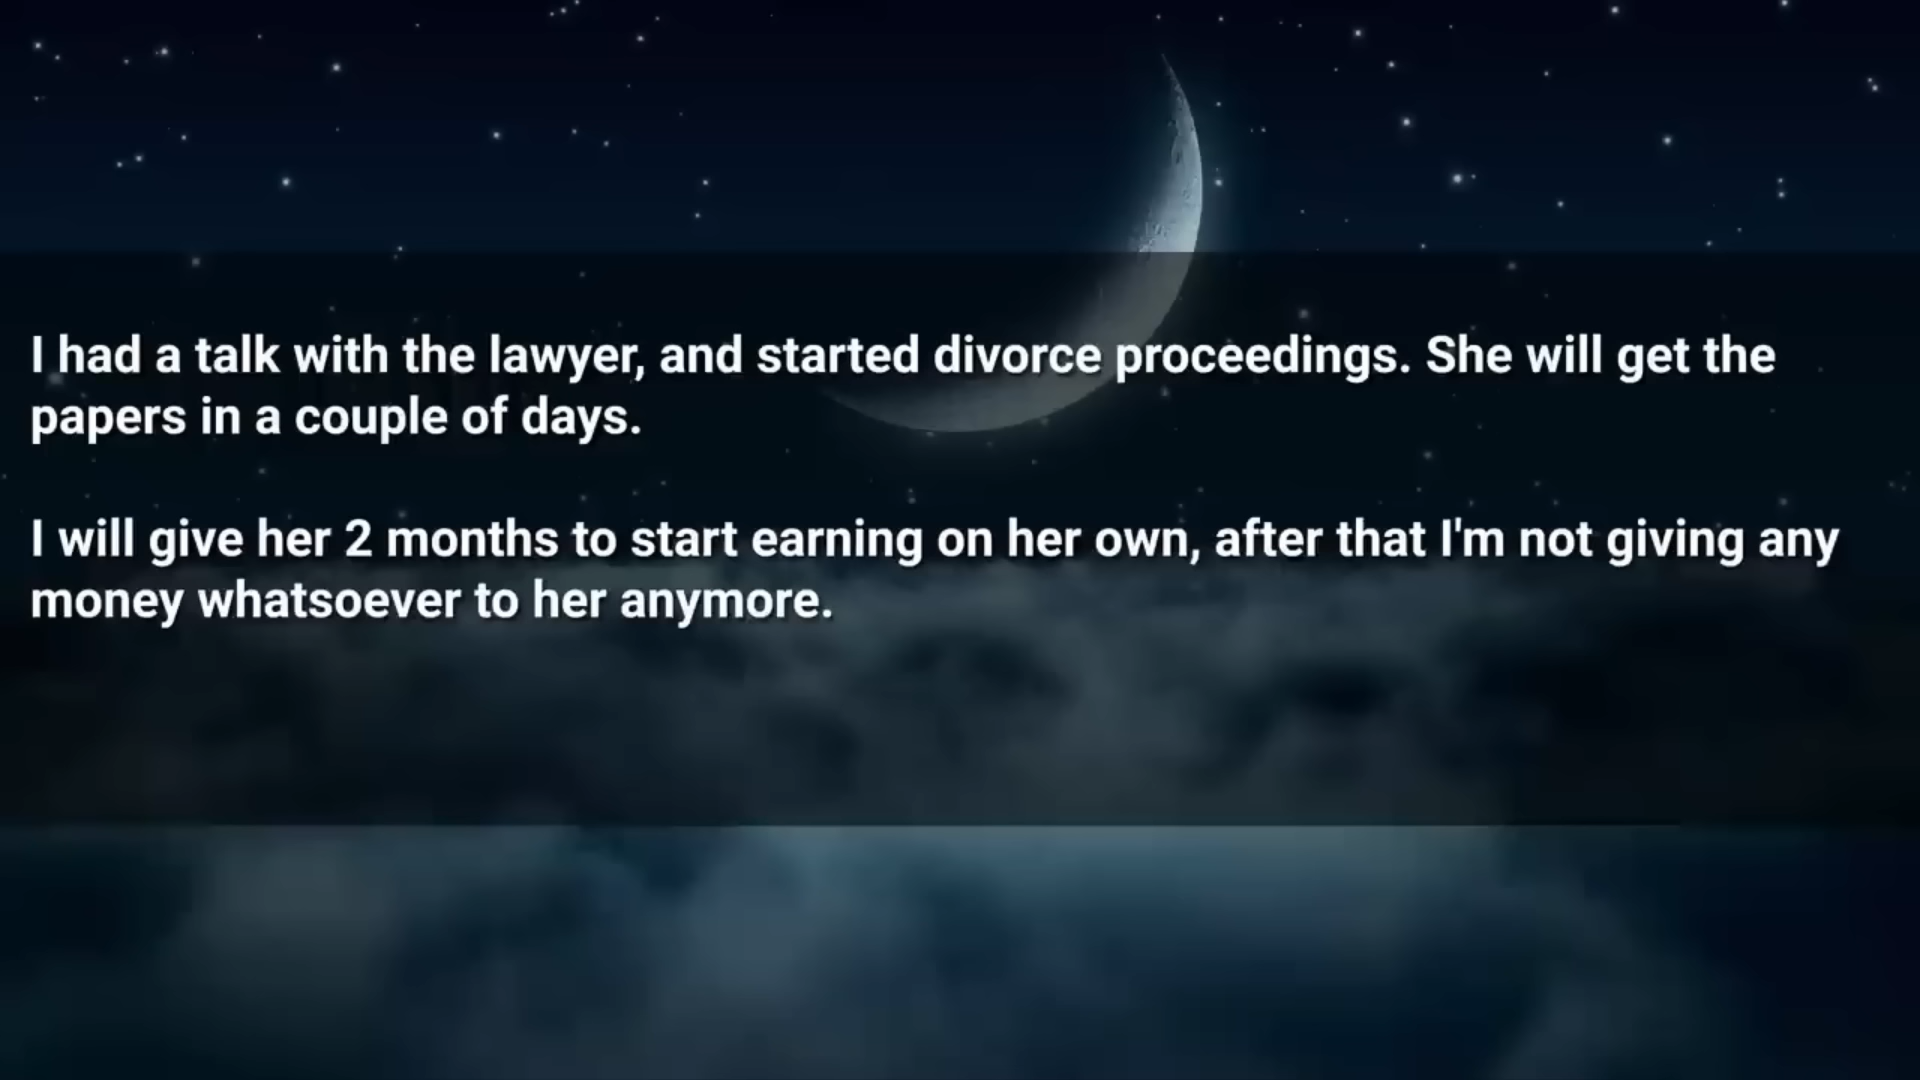 I had a talk with the lawyer, and started divorce proceedings. She will get the
papers in a couple of days.
I will give her 2 months to start earning on her own, after that I'm not giving any
money whatsoever to her anymore.